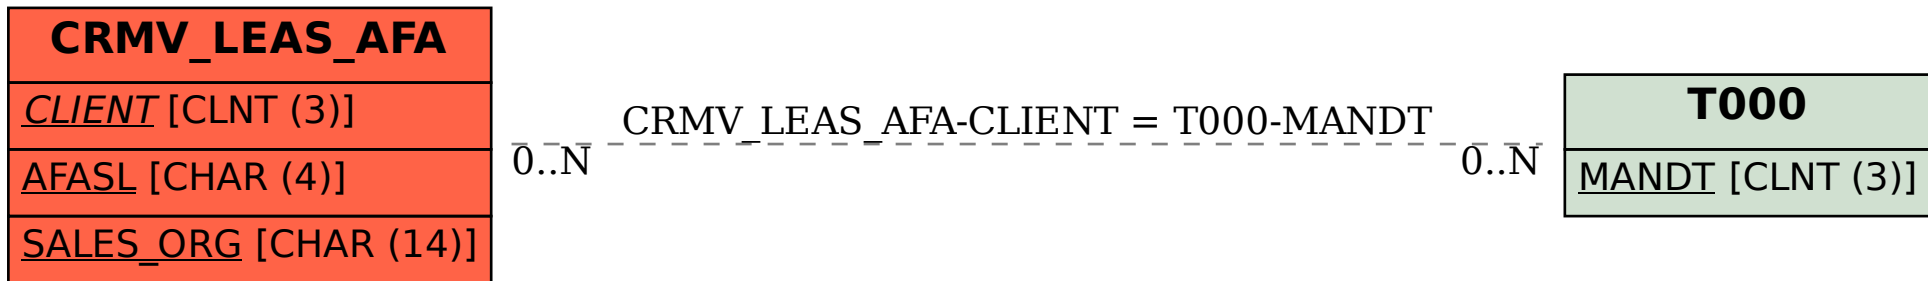 CRMV_LEAS_AFA
CLIENT [CLNT (3)]
AFASL [CHAR (4)]
SALES_ORG [CHAR (14)]
CRMV_LEAS_AFA-CLIENT = T000-MANDT
0..N
0..N
T000
MANDT [CLNT (3)]